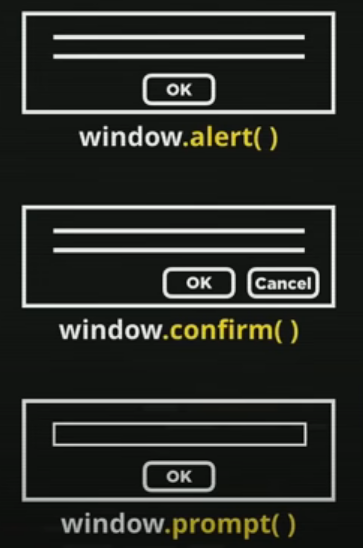 OK
window.alert( )
OK Cancel
window.confirm( )
OK
window.prompt( )